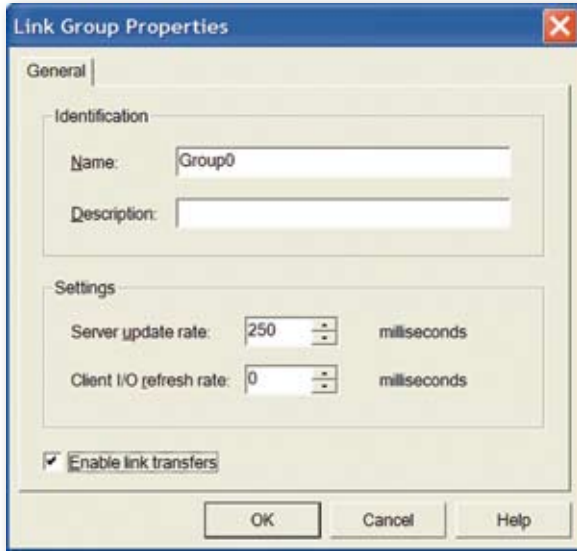 Link Group Properties
General
Identification
Name: Group0
Description:
Settings
Server update rate: 250 milliseconds
Client I/O refresh rate: 0 milliseconds
Enable link transfers
OK Cancel Help